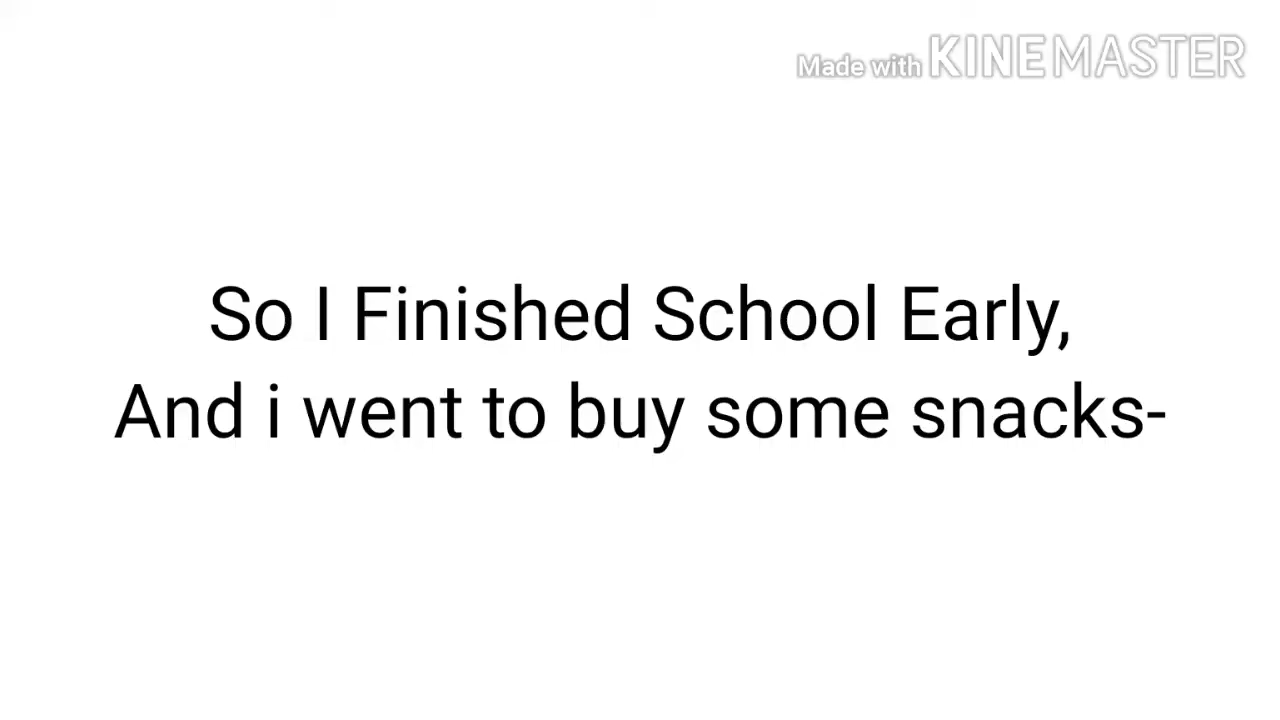 Made with KINEMASTER
So I Finished School Early,
And i went to buy some snacks-